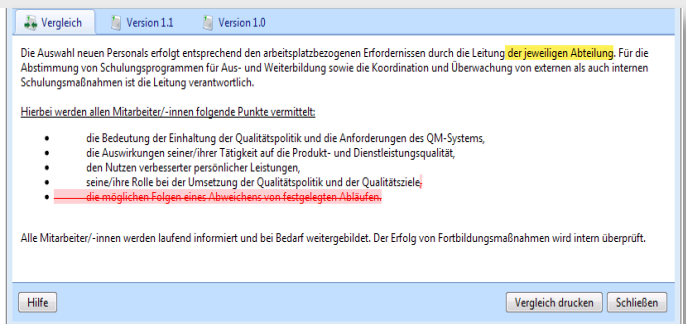 Vergleich Version 1.1 Version 1.0
Die Auswahl neuen Personals erfolgt entsprechend den arbeitsplatzbezogenen Erfordernissen durch die Leitung der jeweiligen Abteilung. Für die
Abstimmung von Schulungsprogrammen für Aus- und Weiterbildung sowie die Koordination und Überwachung von externen als auch internen
Schulungsmaßnahmen ist die Leitung verantwortlich.
Hierbei werden allen Mitarbeiter/-innen folgende Punkte vermittelt:
• die Bedeutung der Einhaltung der Qualitätspolitik und die Anforderungen des QM-Systems,
• die Auswirkungen seiner/ihrer Tätigkeit auf die Produkt- und Dienstleistungsqualität,
• den Nutzen verbesserter persönlicher Leistungen,
• seine/ihre Rolle bei der Umsetzung der Qualitätspolitik und der Qualitätsziele,
• die möglichen Folgen eines Abweichens von festgelegten Abläufen.
Alle Mitarbeiter/-innen werden laufend informiert und bei Bedarf weitergebildet. Der Erfolg von Fortbildungsmaßnahmen wird intern überprüft.
Hilfe Vergleich drucken Schließen